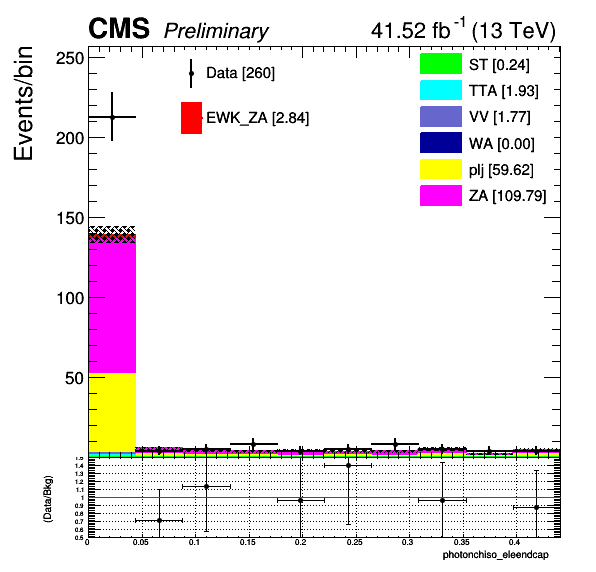 CMS Preliminary 41.52 fb⁻¹ (13 TeV)
Events/bin
250
200
150
100
50
Data [260]
EWK_ZA [2.84]
ST [0.24]
TTA [1.93]
VV [1.77]
WA [0.00]
plj [59.62]
ZA [109.79]
(Data/Bkg)
1.5
1.4
1.3
1.2
1.1
1
0.9
0.8
0.7
0.6
0.5
0 0.05 0.1 0.15 0.2 0.25 0.3 0.35 0.4
photonchiso_eleendcap